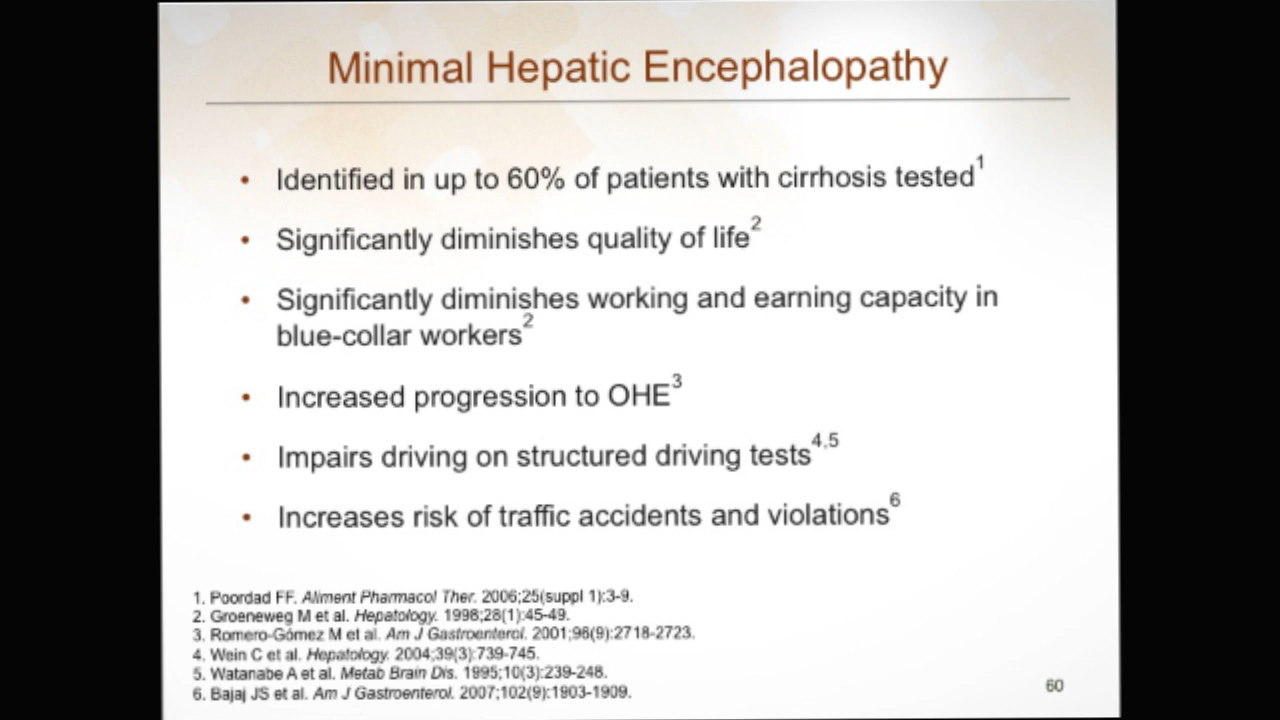 Minimal Hepatic Encephalopathy
• Identified in up to 60% of patients with cirrhosis tested1
• Significantly diminishes quality of life2
• Significantly diminishes working and earning capacity in
blue-collar workers2
• Increased progression to OHE3
• Impairs driving on structured driving tests4,5
• Increases risk of traffic accidents and violations6
1. Poordad FF. Aliment Pharmacol Ther. 2006;25(suppl 1):3-9.
2. Groeneweg M et al. Hepatology. 1998;28(1):45-49.
3. Romero-Gómez M et al. Am J Gastroenterol. 2001;96(9):2718-2723.
4. Wein C et al. Hepatology. 2004;39(3):739-745.
5. Watanabe A et al. Metab Brain Dis. 1995;10(3):239-248.
6. Bajaj JS et al. Am J Gastroenterol. 2007;102(9):1903-1909.
60